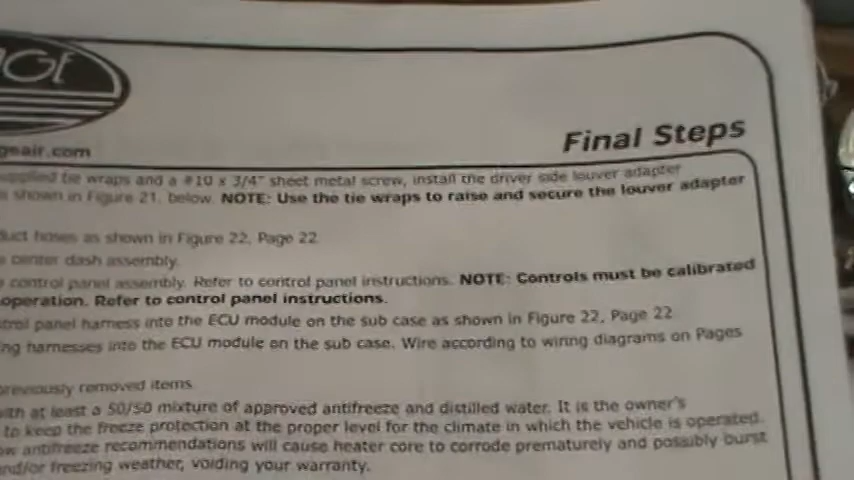 AGE
geair.com
Final Steps
upplied tie wraps and a #10 x 3/4" sheet metal screw, install the driver side louver adapter
s shown in Figure 21, below. NOTE: Use the tie wraps to raise and secure the louver adapter
duct hoses as shown in Figure 22, Page 22
center dash assembly.
control panel assembly. Refer to control panel instructions. NOTE: Controls must be calibrated
operation. Refer to control panel instructions.
trol panel harness into the ECU module on the sub case as shown in Figure 22, Page 22
ng harnesses into the ECU module on the sub case. Wire according to wiring diagrams on Pages
previously removed items
with at least a 50/50 mixture of approved antifreeze and distilled water. It is the owner's
to keep the freeze protection at the proper level for the climate in which the vehicle is operated.
ow antifreeze recommendations will cause heater core to corrode prematurely and possibly burst
and/or freezing weather, voiding your warranty.